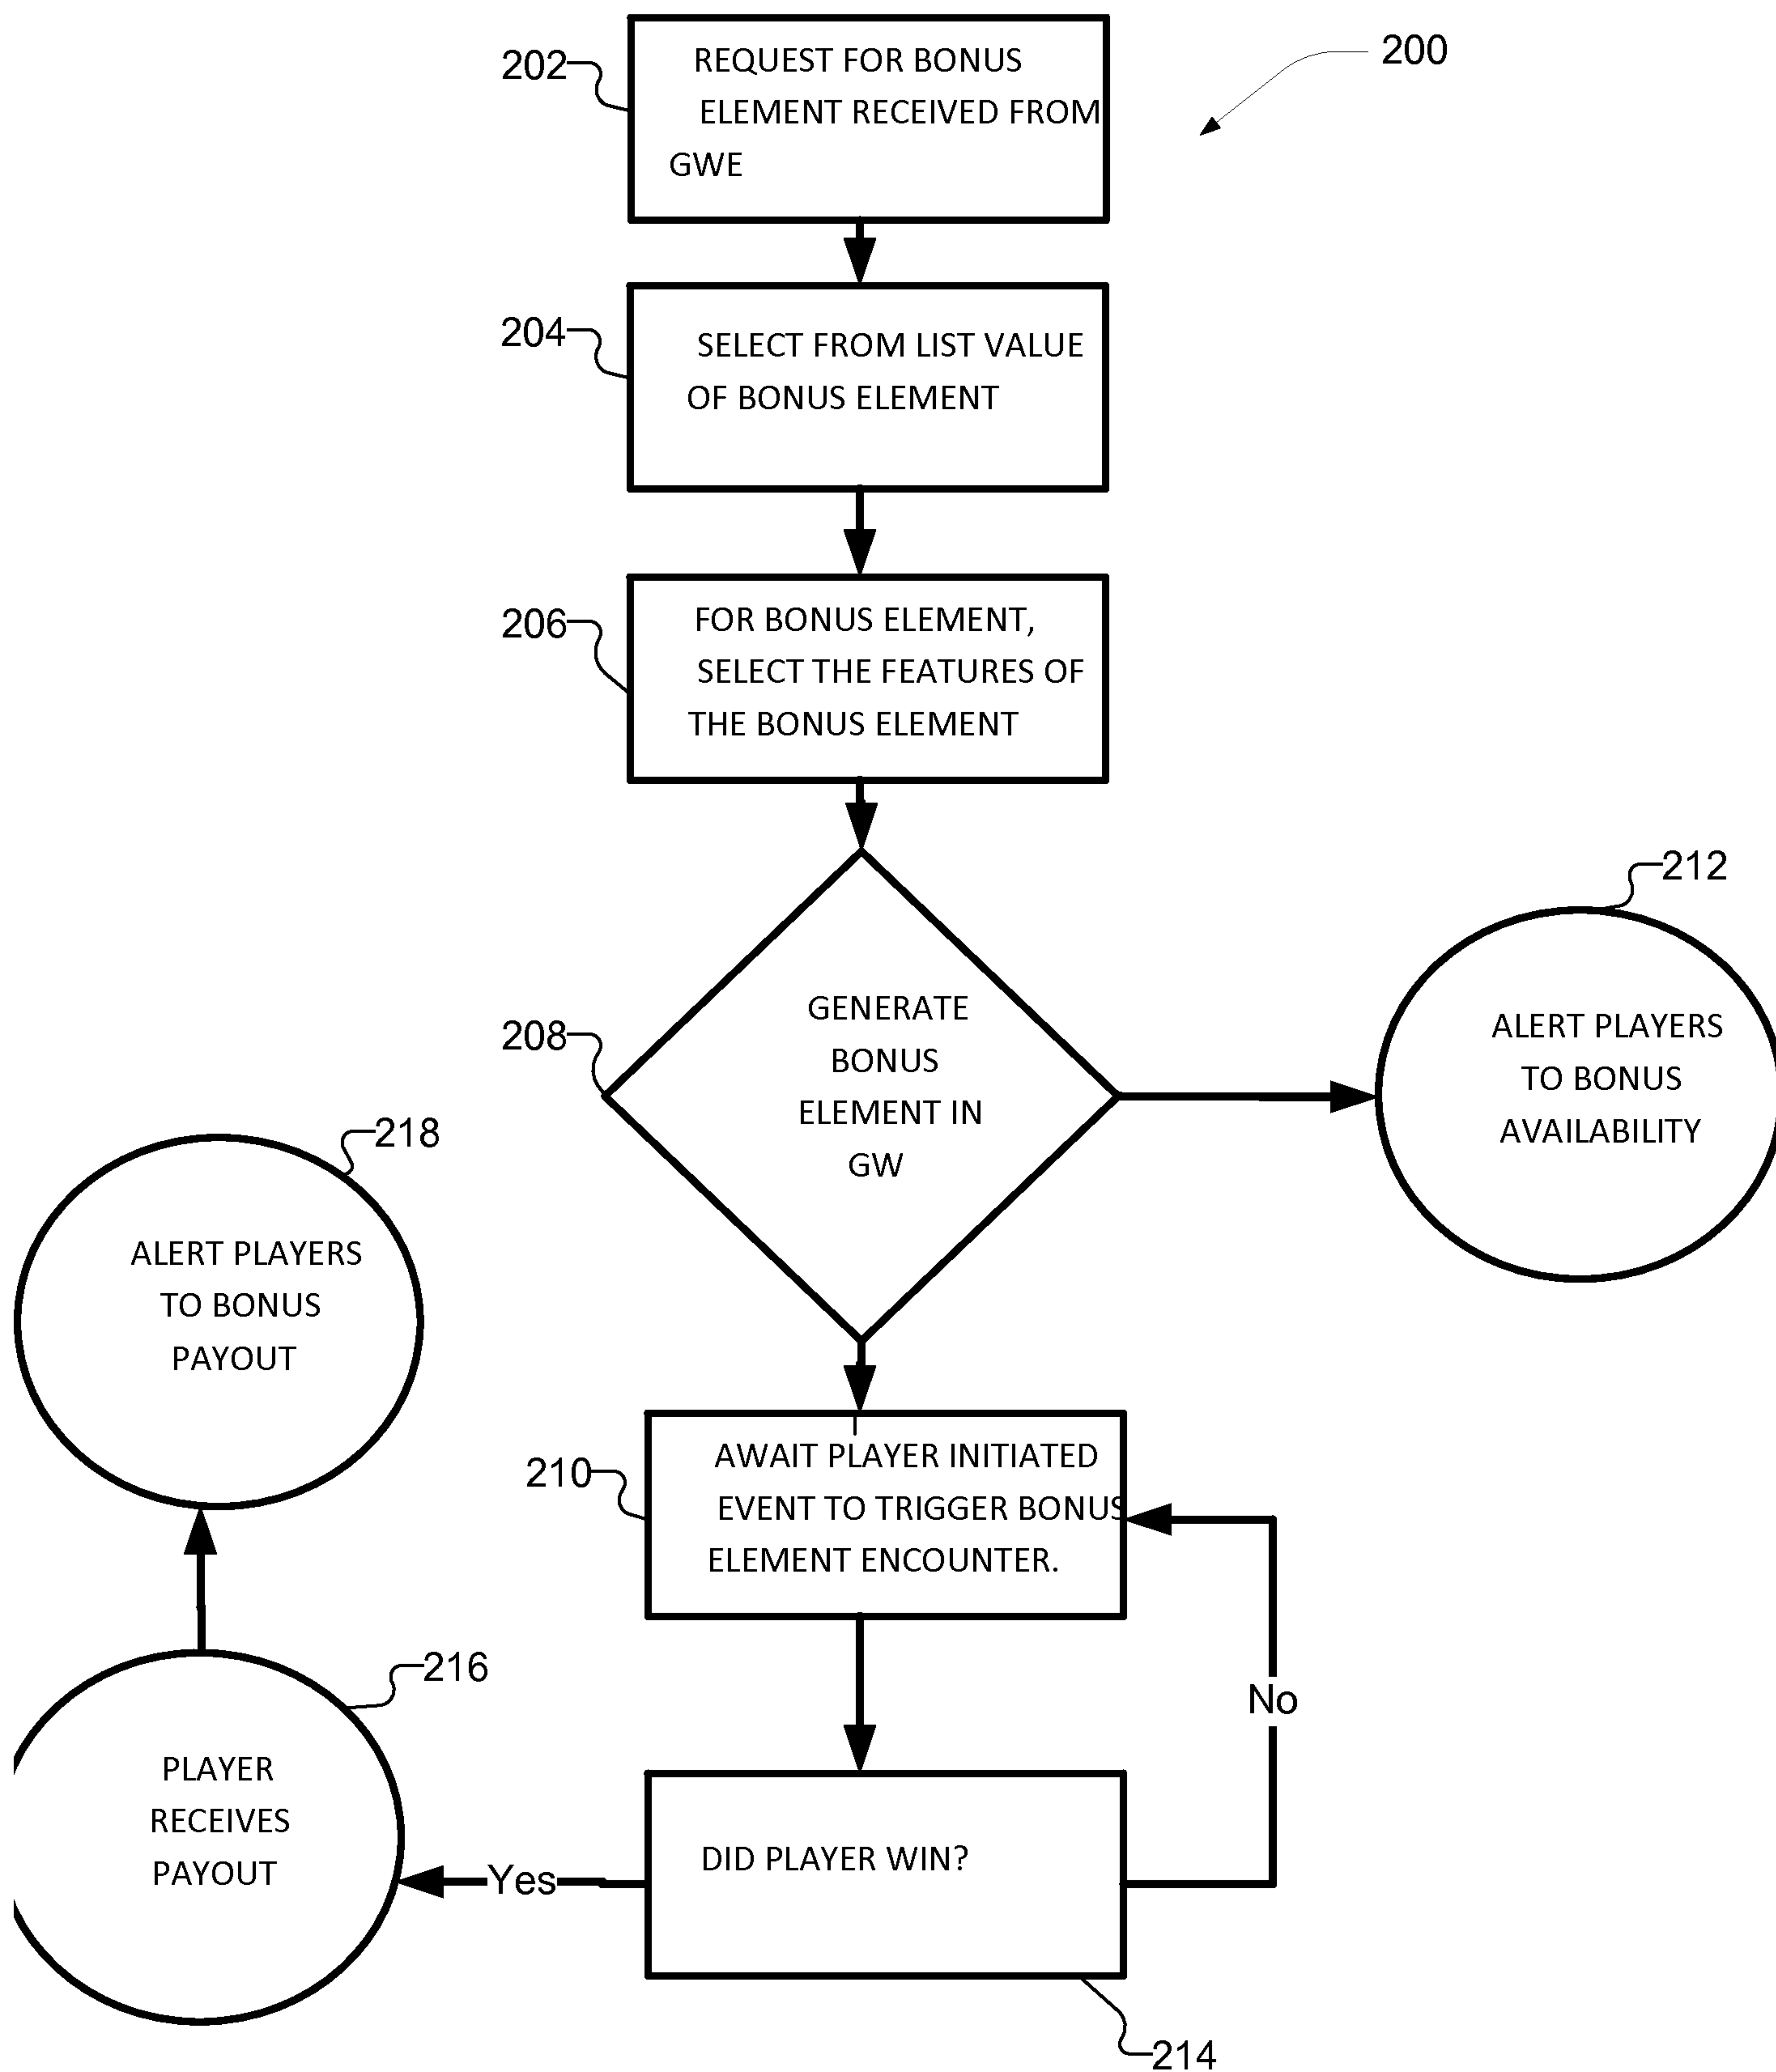 200
202
REQUEST FOR BONUS
ELEMENT RECEIVED FROM
GWE
204
SELECT FROM LIST VALUE
OF BONUS ELEMENT
206
FOR BONUS ELEMENT,
SELECT THE FEATURES OF
THE BONUS ELEMENT
208
GENERATE
BONUS
ELEMENT IN
GW
212
ALERT PLAYERS
TO BONUS
AVAILABILITY
210
AWAIT PLAYER INITIATED
EVENT TO TRIGGER BONUS
ELEMENT ENCOUNTER.
214
DID PLAYER WIN?
No
Yes
216
PLAYER
RECEIVES
PAYOUT
218
ALERT PLAYERS
TO BONUS
PAYOUT